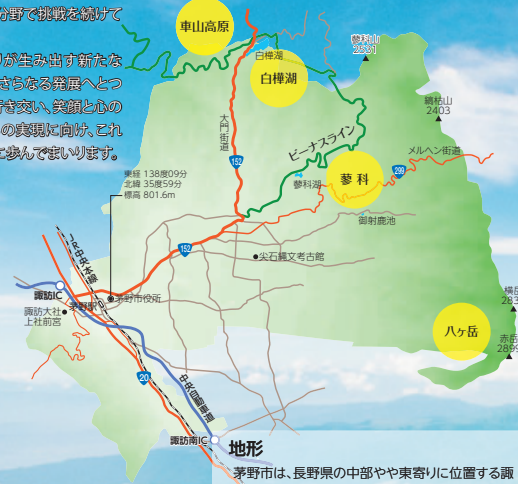 分野で挑戦を続けて
が生み出す新たな
さらなる発展へとつ
行き交い、笑顔と心の
の実現に向け、これ
に歩んでまいります。
車山高原
白樺湖
白樺湖
蓼科山
2531
縞枯山
2403
大門街道
152
ビーナスライン
メルヘン街道
299
蓼科
蓼科湖
御射鹿池
東経 138度09分
北緯 35度59分
標高 801.6m
152
尖石縄文考古館
JR中央本線
諏訪IC
茅野駅
茅野市役所
諏訪大社
上社前宮
横岳
赤岳
2899
八ヶ岳
20
中央自動車道
諏訪南IC
地形
茅野市は、長野県の中部やや東寄りに位置する諏